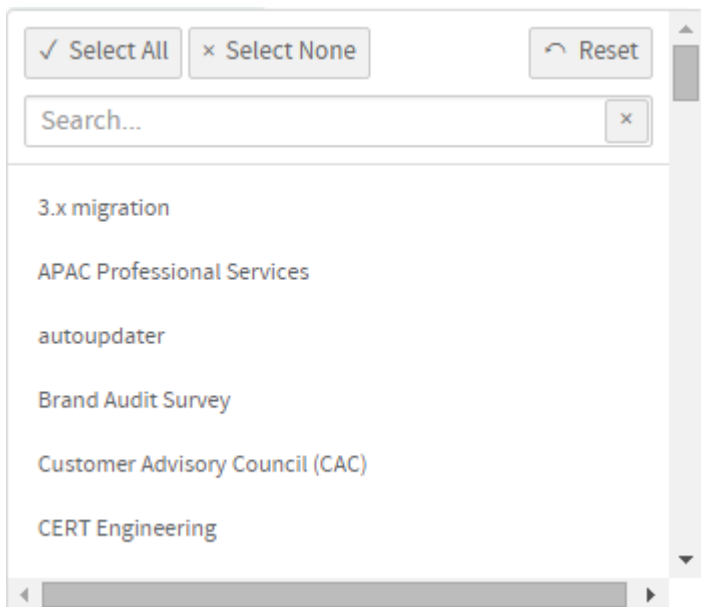 ✓ Select All × Select None Reset
Search... ×
3.x migration
APAC Professional Services
autoupdater
Brand Audit Survey
Customer Advisory Council (CAC)
CERT Engineering